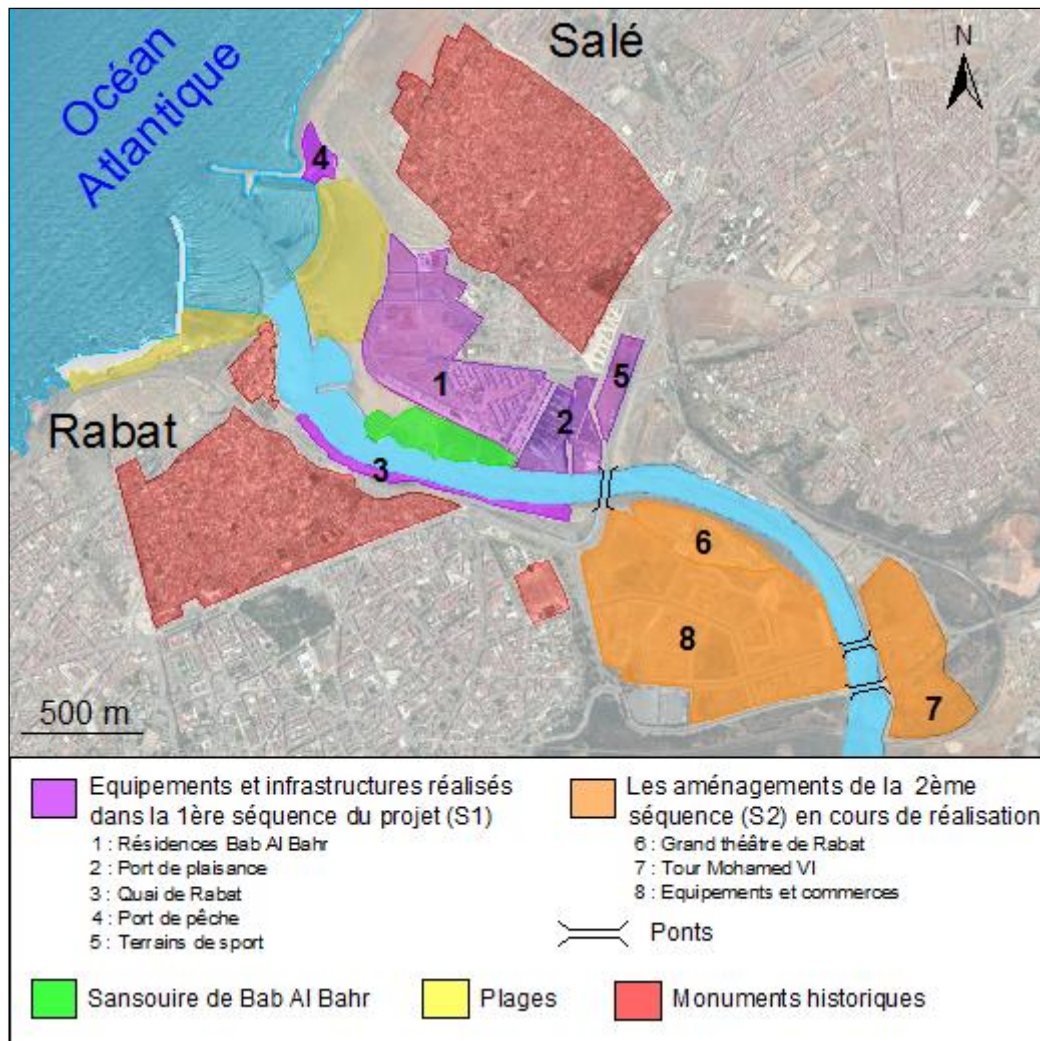 Océan
Atlantique
Salé
N
4
1
2
5
Rabat
3
6
8
7
500 m
Equipements et infrastructures réalisés
dans la 1ère séquence du projet (S1)
1 : Résidences Bab Al Bahr
2 : Port de plaisance
3 : Quai de Rabat
4 : Port de pêche
5 : Terrains de sport
Les aménagements de la 2ème
séquence (S2) en cours de réalisation
6 : Grand théâtre de Rabat
7 : Tour Mohamed VI
8 : Equipements et commerces
Ponts
Sansouire de Bab Al Bahr
Plages
Monuments historiques